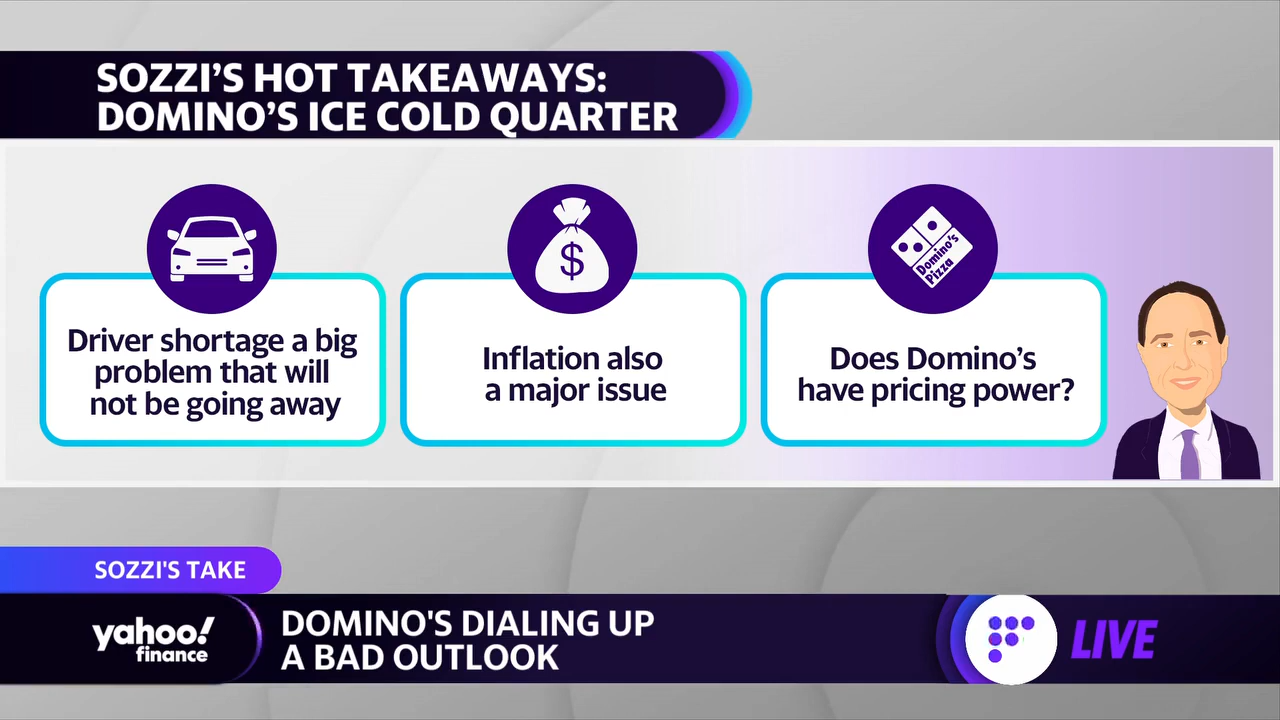 SOZZI’S HOT TAKEAWAYS:
DOMINO’S ICE COLD QUARTER
Driver shortage a big
problem that will
not be going away
$
Inflation also
a major issue
Domino's
Pizza
Does Domino’s
have pricing power?
SOZZI'S TAKE
yahoo!
finance
DOMINO'S DIALING UP
A BAD OUTLOOK
LIVE